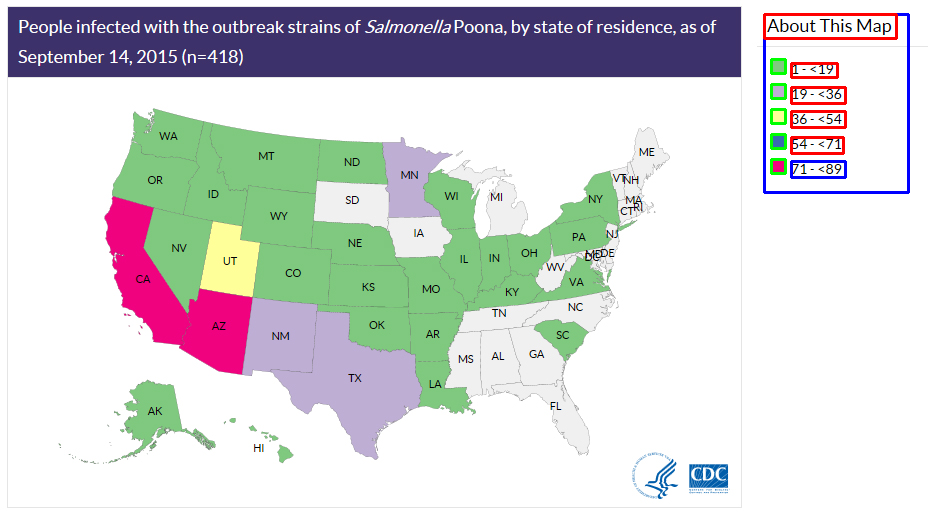 People infected with the outbreak strains of Salmonella Poona, by state of residence, as of
September 14, 2015 (n=418)
About This Map
1 - <19
19 - <36
36 - <54
54 - <71
71 - <89
WA
MT
ND
MN
ME
OR
ID
SD
WI
MI
VT
NH
NY
MA
WY
CT
RI
IA
NV
NE
PA
NJ
UT
CO
IL
IN
OH
MD
DE
DC
WV
CA
KS
MO
KY
VA
AZ
NM
OK
AR
TN
NC
SC
TX
LA
MS
AL
GA
FL
AK
HI
CDC